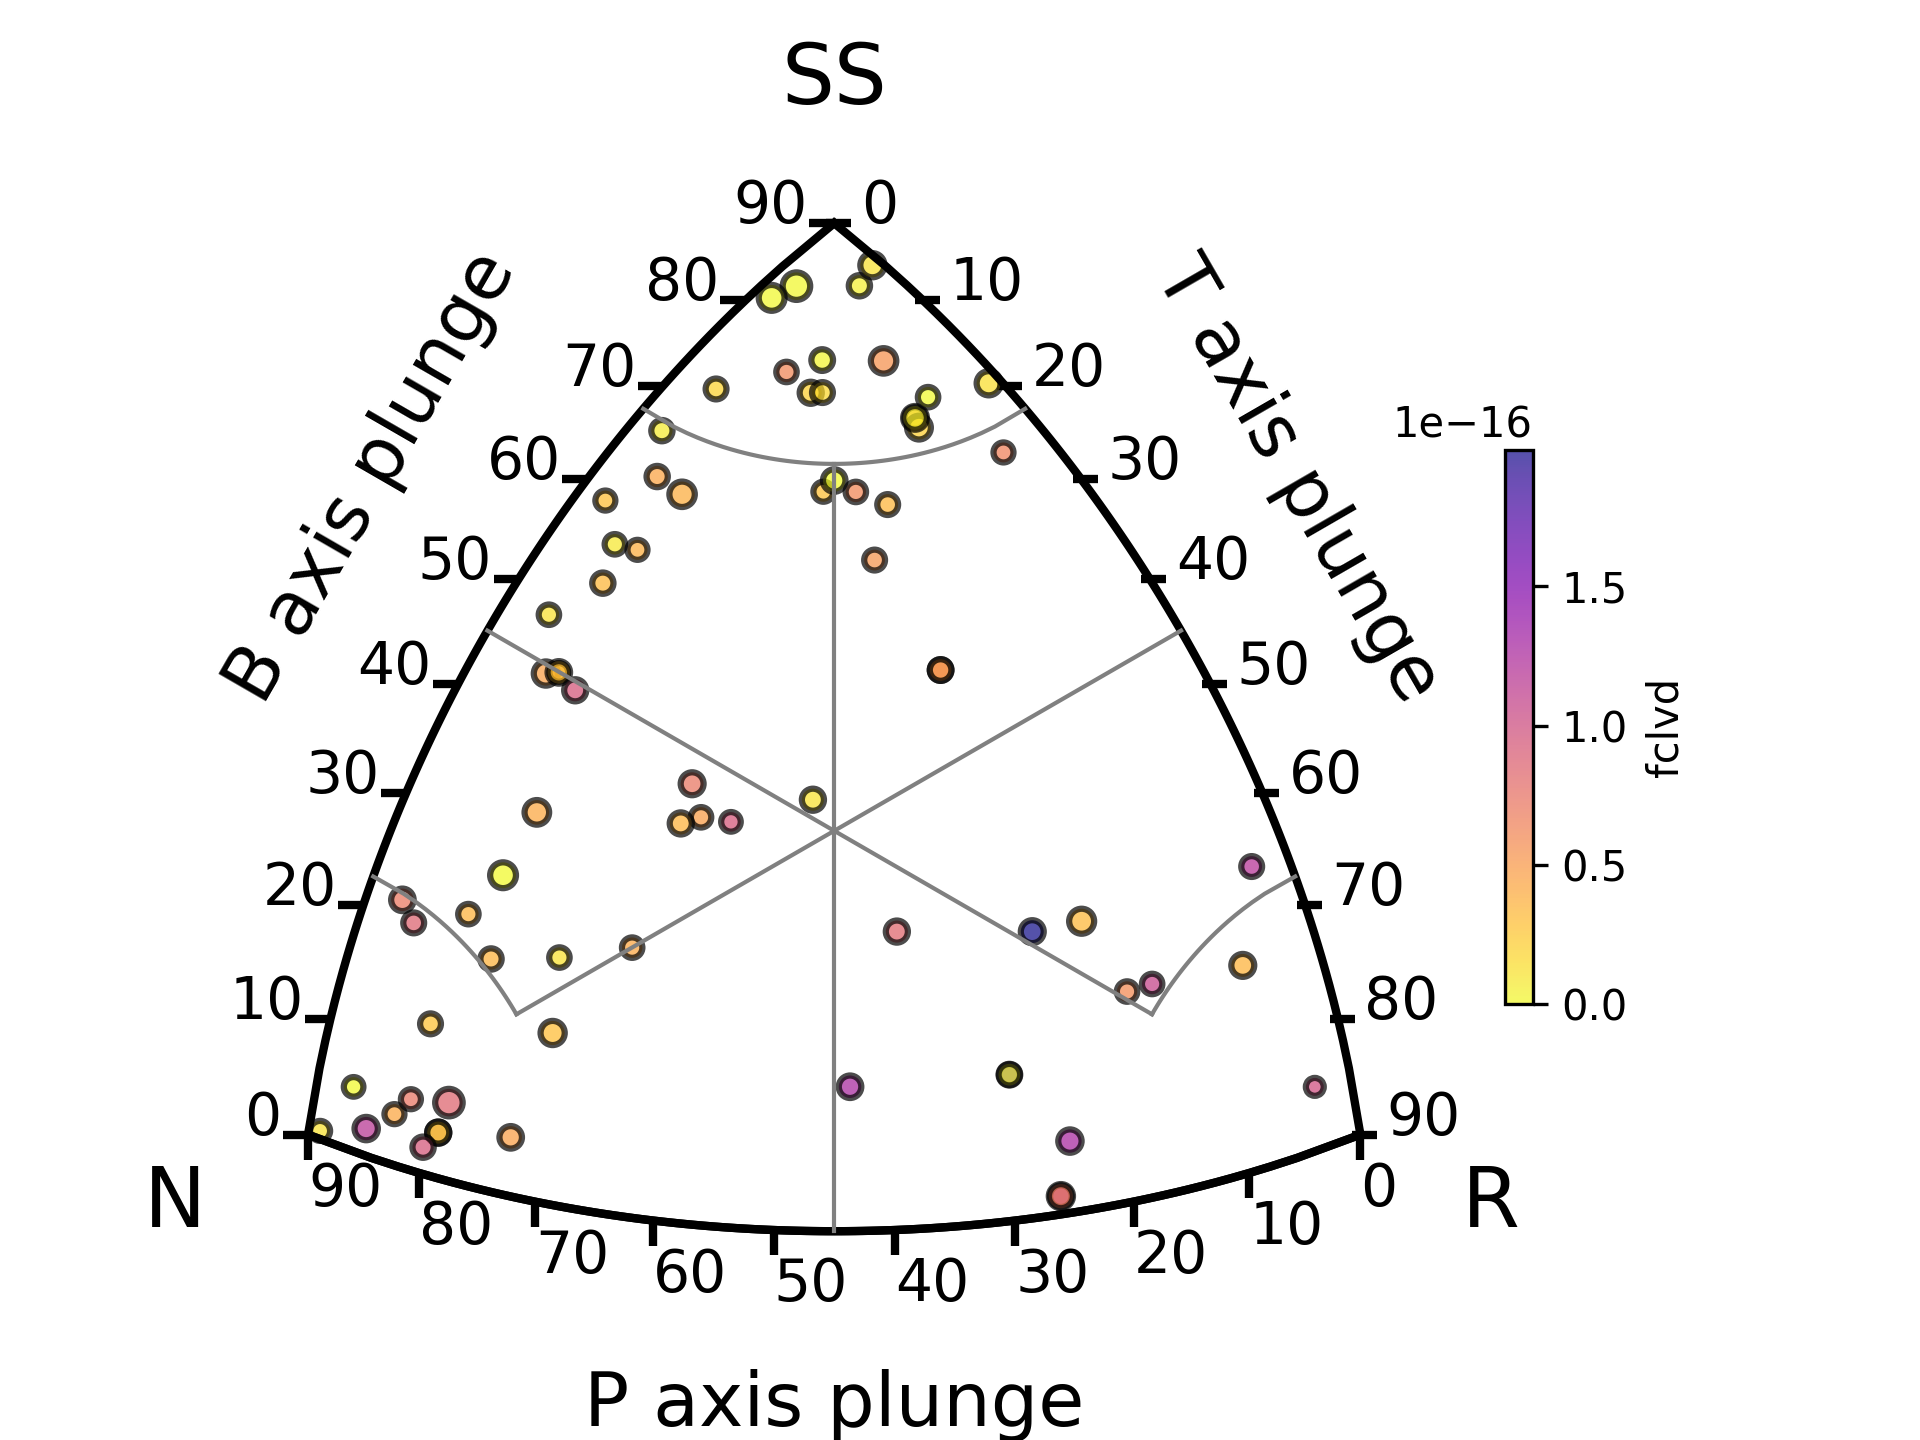 SS
90 0
80 10
70 20
60 30
50 40
40 50
30 60
20 70
10 80
0 90
B axis plunge
T axis plunge
N
R
90 80 70 60 50 40 30 20 10 0
P axis plunge
1e−16
1.5
1.0
0.5
0.0
fclvd